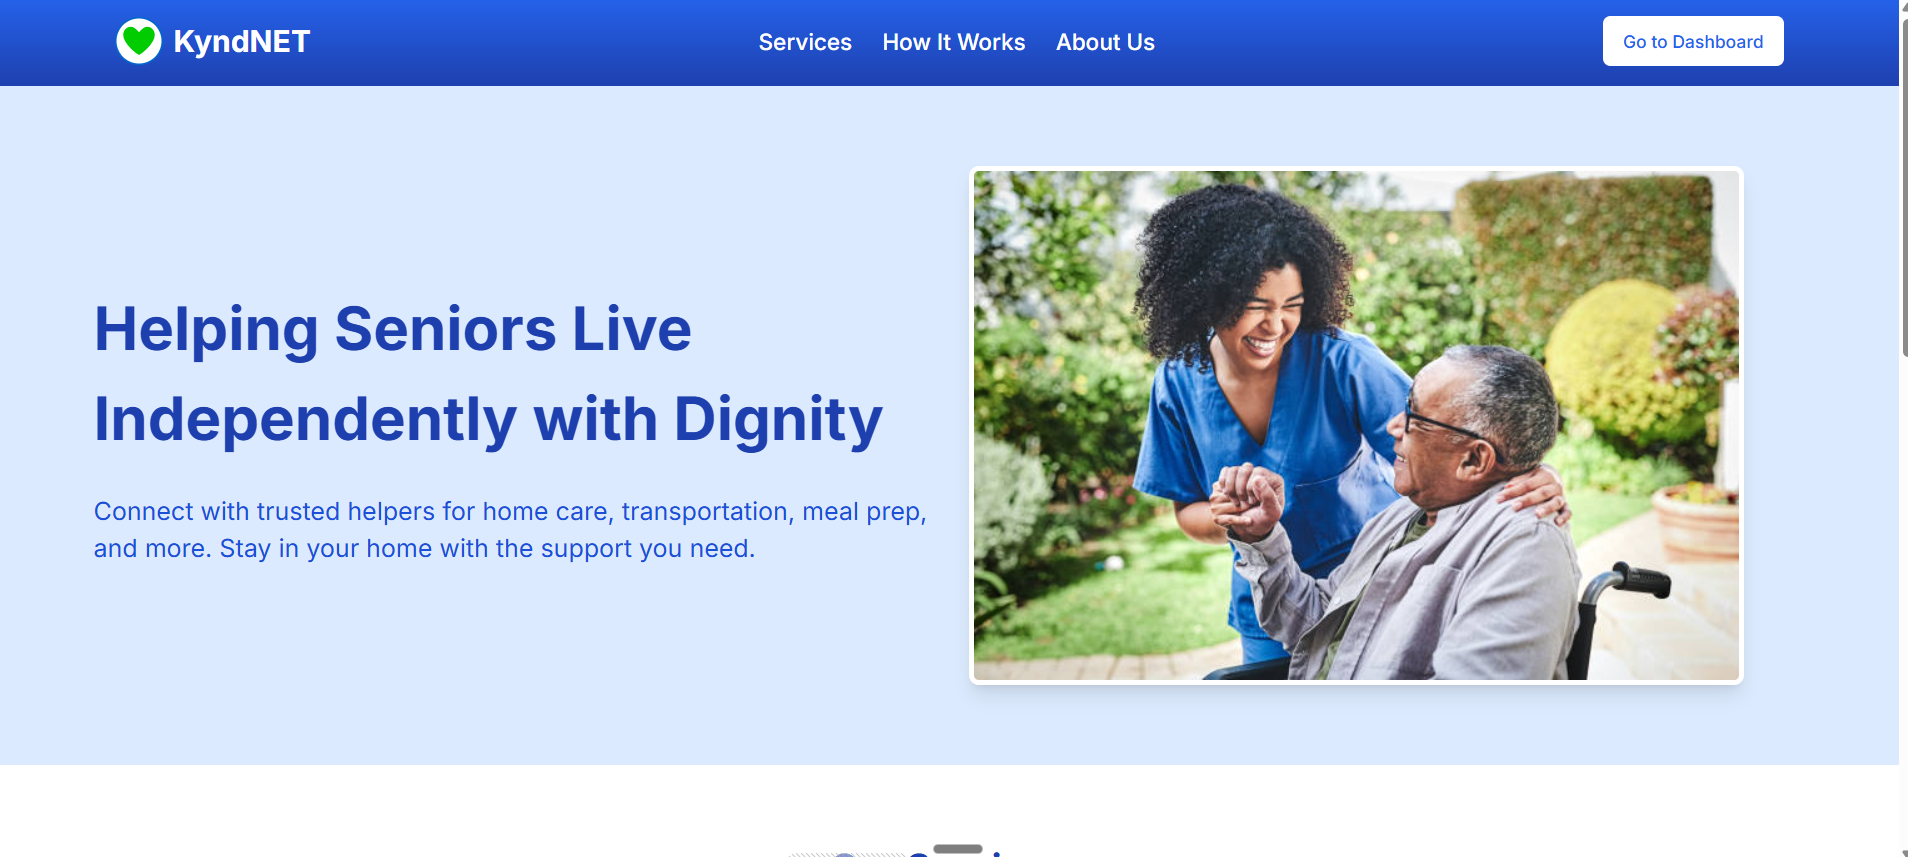 KyndNET
Services
How It Works
About Us
Go to Dashboard
Helping Seniors Live
Independently with Dignity
Connect with trusted helpers for home care, transportation, meal prep,
and more. Stay in your home with the support you need.